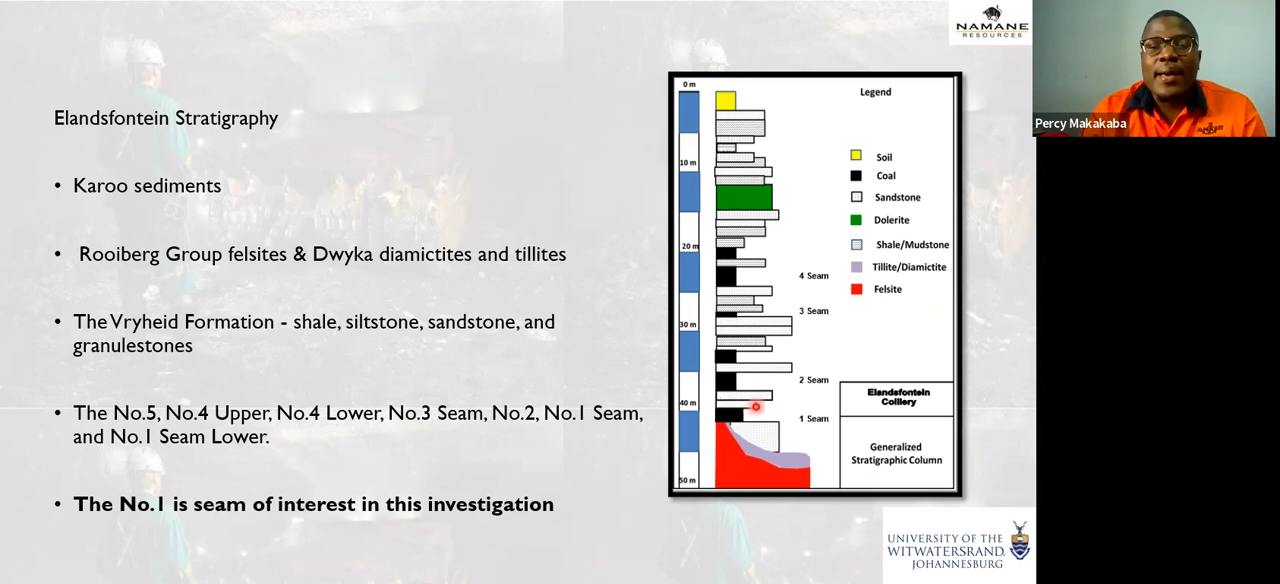 NAMANE
RESOURCES
Percy Makakaba
Elandsfontein Stratigraphy
• Karoo sediments
• Rooiberg Group felsites & Dwyka diamictites and tillites
• The Vryheid Formation - shale, siltstone, sandstone, and
granulestones
• The No.5, No.4 Upper, No.4 Lower, No.3 Seam, No.2, No.1 Seam,
and No.1 Seam Lower.
• The No.1 is seam of interest in this investigation
0 m
10 m
20 m
30 m
40 m
50 m
4 Seam
3 Seam
2 Seam
1 Seam
Legend
Soil
Coal
Sandstone
Dolerite
Shale/Mudstone
Tillite/Diamictite
Felsite
Elandsfontein
Colliery
Generalized
Stratigraphic Column
UNIVERSITY OF THE
WITWATERSRAND,
JOHANNESBURG